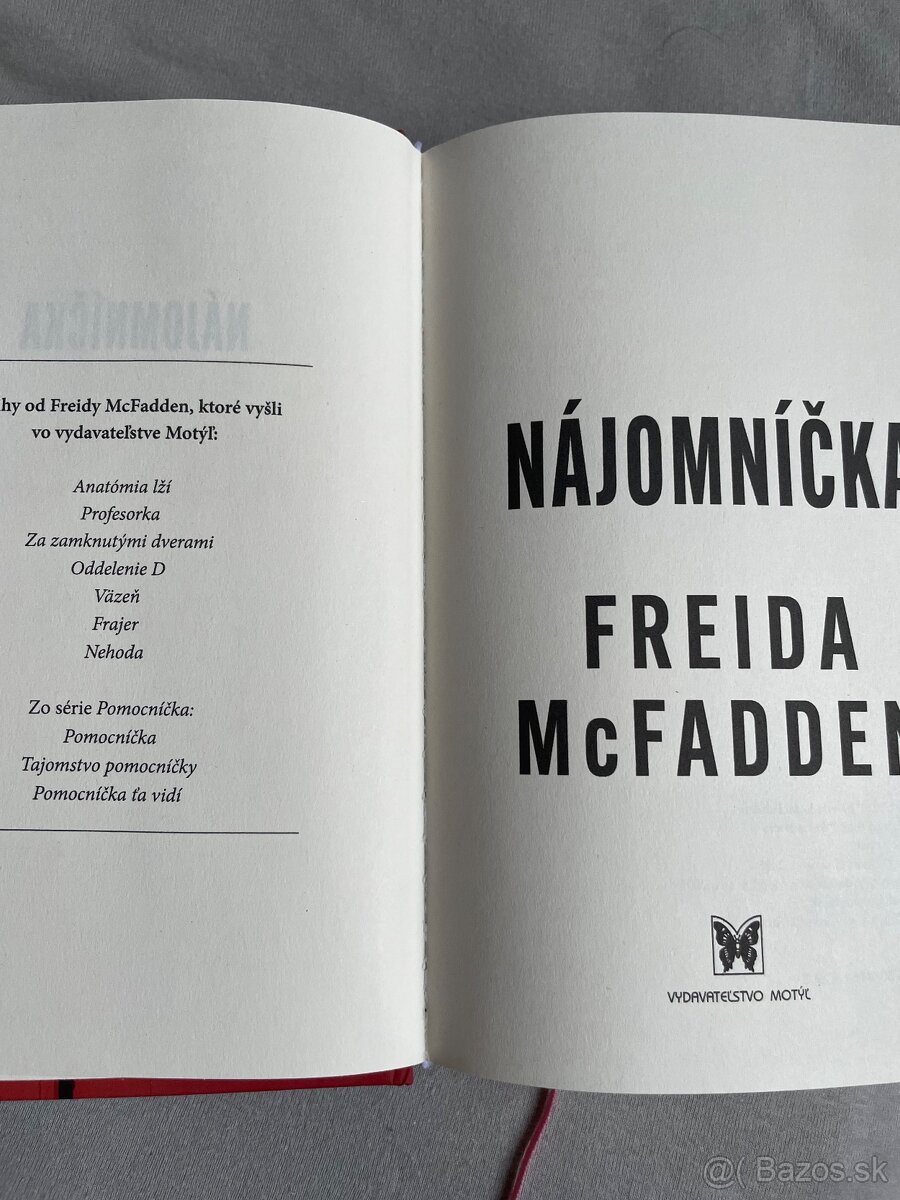 hy od Freidy McFadden, ktoré vyšli
vo vydavateľstve Motýľ:
Anatómia lží
Profesorka
Za zamknutými dverami
Oddelenie D
Väzeň
Frajer
Nehoda
Zo série Pomocníčka:
Pomocníčka
Tajomstvo pomocníčky
Pomocníčka ťa vidí
NÁJOMNÍČKA
FREIDA
McFADDEN
VYDAVATEĽSTVO MOTÝĽ
@( Bazos.sk